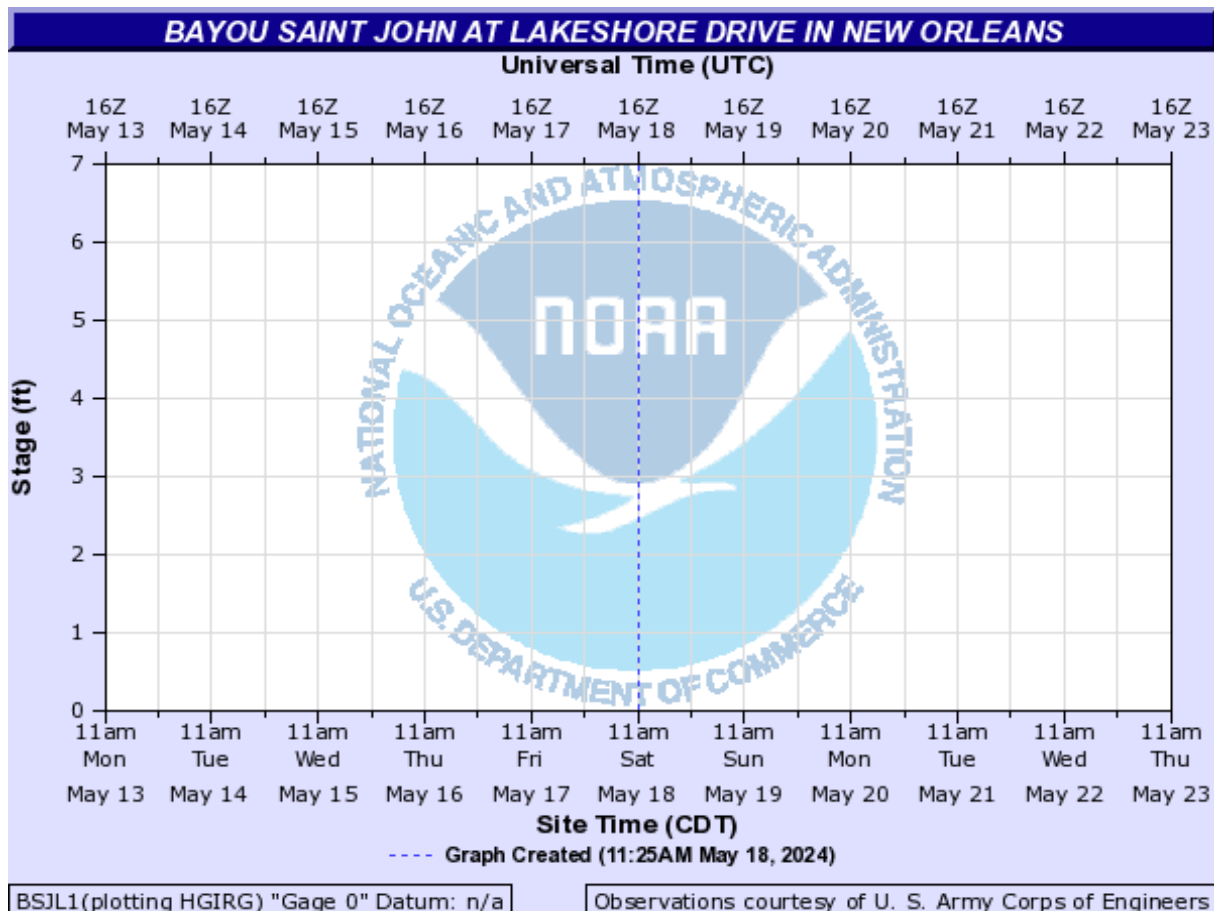 BAYOU SAINT JOHN AT LAKESHORE DRIVE IN NEW ORLEANS
Universal Time (UTC)
16Z 16Z 16Z 16Z 16Z 16Z 16Z 16Z 16Z 16Z 16Z
May 13 May 14 May 15 May 16 May 17 May 18 May 19 May 20 May 21 May 22 May 23
7
6
5
4
3
2
1
0
Stage (ft)
NATIONAL OCEANIC AND ATMOSPHERIC ADMINISTRATION
NOAA
U.S. DEPARTMENT OF COMMERCE
11am 11am 11am 11am 11am 11am 11am 11am 11am 11am 11am
Mon Tue Wed Thu Fri Sat Sun Mon Tue Wed Thu
May 13 May 14 May 15 May 16 May 17 May 18 May 19 May 20 May 21 May 22 May 23
Site Time (CDT)
---- Graph Created (11:25AM May 18, 2024)
BSJL1(plotting HGIRG) "Gage 0" Datum: n/a
Observations courtesy of U. S. Army Corps of Engineers